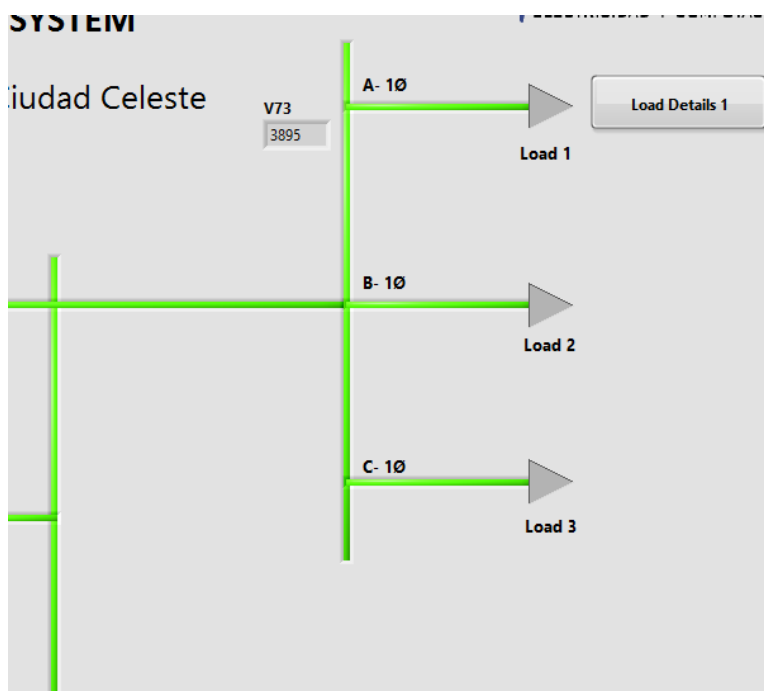 SYSTEM
Ciudad Celeste
V73
3895
A- 1Ø
Load 1
Load Details 1
B- 1Ø
Load 2
C- 1Ø
Load 3